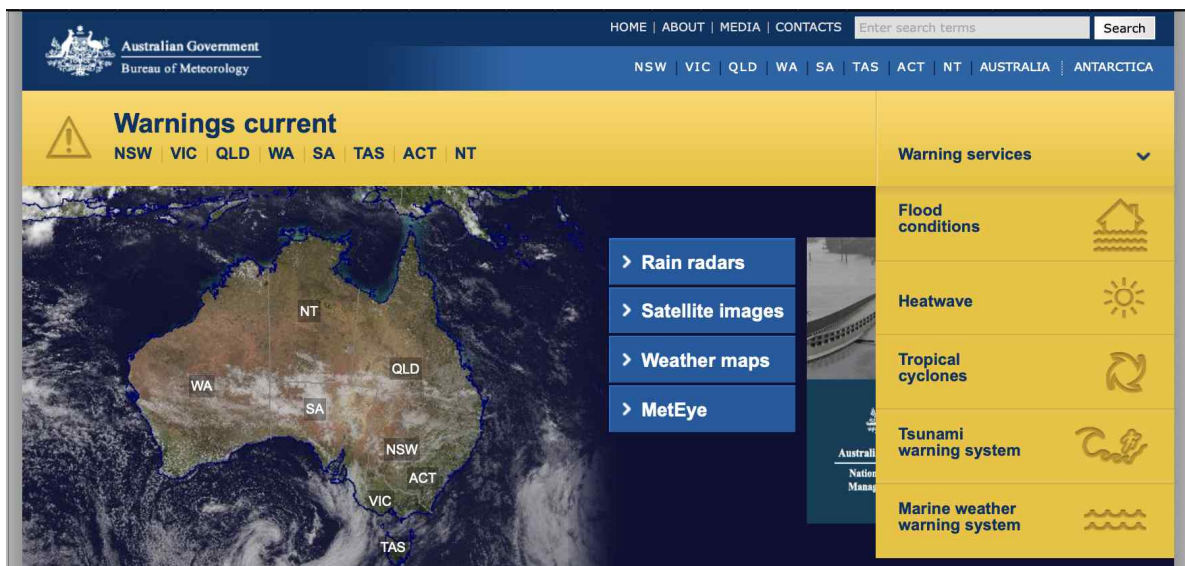 HOME | ABOUT | MEDIA | CONTACTS
Enter search terms
Search
Australian Government
Bureau of Meteorology
NSW | VIC | QLD | WA | SA | TAS | ACT | NT | AUSTRALIA | ANTARCTICA
Warnings current
NSW | VIC | QLD | WA | SA | TAS | ACT | NT
Warning services
Flood
conditions
Heatwave
Tropical
cyclones
Tsunami
warning system
Marine weather
warning system
> Rain radars
> Satellite images
> Weather maps
> MetEye
NT
QLD
WA
SA
NSW
ACT
VIC
TAS